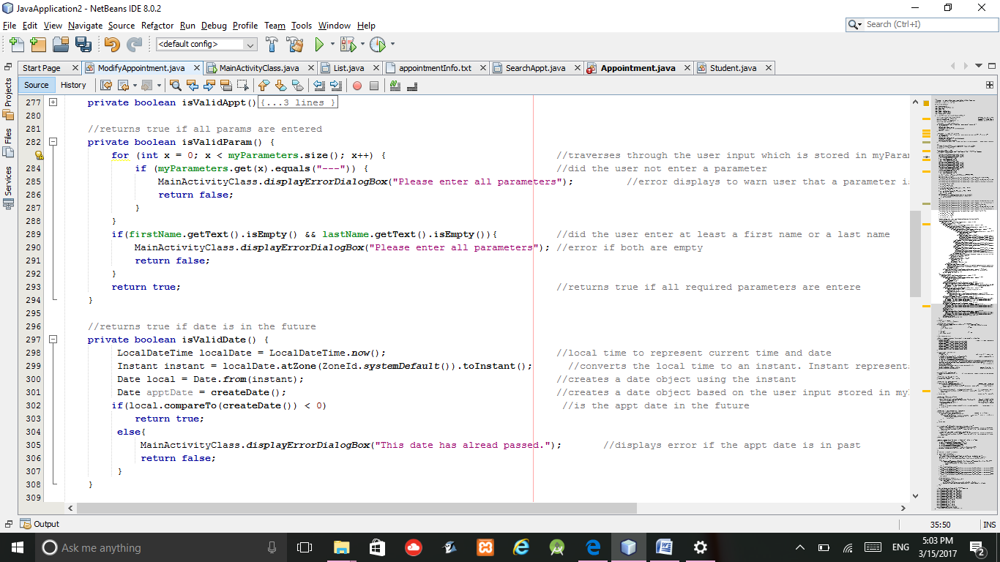 JavaApplication2 - NetBeans IDE 8.0.2
File Edit View Navigate Source Refactor Run Debug Profile Team Tools Window Help
Search (Ctrl+I)
<default config>
Start Page ModifyAppointment.java MainActivityClass.java List.java appointmentInfo.txt SearchAppt.java Appointment.java Student.java
Source History
Projects
Files
Services
277 private boolean isValidAppt() {...3 lines }
280
281 //returns true if all params are entered
282 private boolean isValidParam() {
for (int x = 0; x < myParameters.size(); x++) { //traverses through the user input which is stored in myParam
284 if (myParameters.get(x).equals("---")) { //did the user not enter a parameter
285 MainActivityClass.displayErrorDialogBox("Please enter all parameters"); //error displays to warn user that a parameter i
286 return false;
287 }
288 }
289 if(firstName.getText().isEmpty() && lastName.getText().isEmpty()){ //did the user enter at least a first name or a last name
290 MainActivityClass.displayErrorDialogBox("Please enter all parameters"); //error if both are empty
291 return false;
292 }
293 return true; //returns true if all required parameters are entere
294 }
295
296 //returns true if date is in the future
297 private boolean isValidDate() {
298 LocalDateTime localDate = LocalDateTime.now(); //local time to represent current time and date
299 Instant instant = localDate.atZone(ZoneId.systemDefault()).toInstant(); //converts the local time to an instant. Instant represent
300 Date local = Date.from(instant); //creates a date object using the instant
301 Date apptDate = createDate(); //creates a date object based on the user input stored in my
302 if(local.compareTo(createDate()) < 0) //is the appt date in the future
303 return true;
304 else{
305 MainActivityClass.displayErrorDialogBox("This date has alread passed."); //displays error if the appt date is in past
306 return false;
307 }
308 }
309
Output
35:50 INS
Ask me anything
ENG
5:03 PM
3/15/2017
2